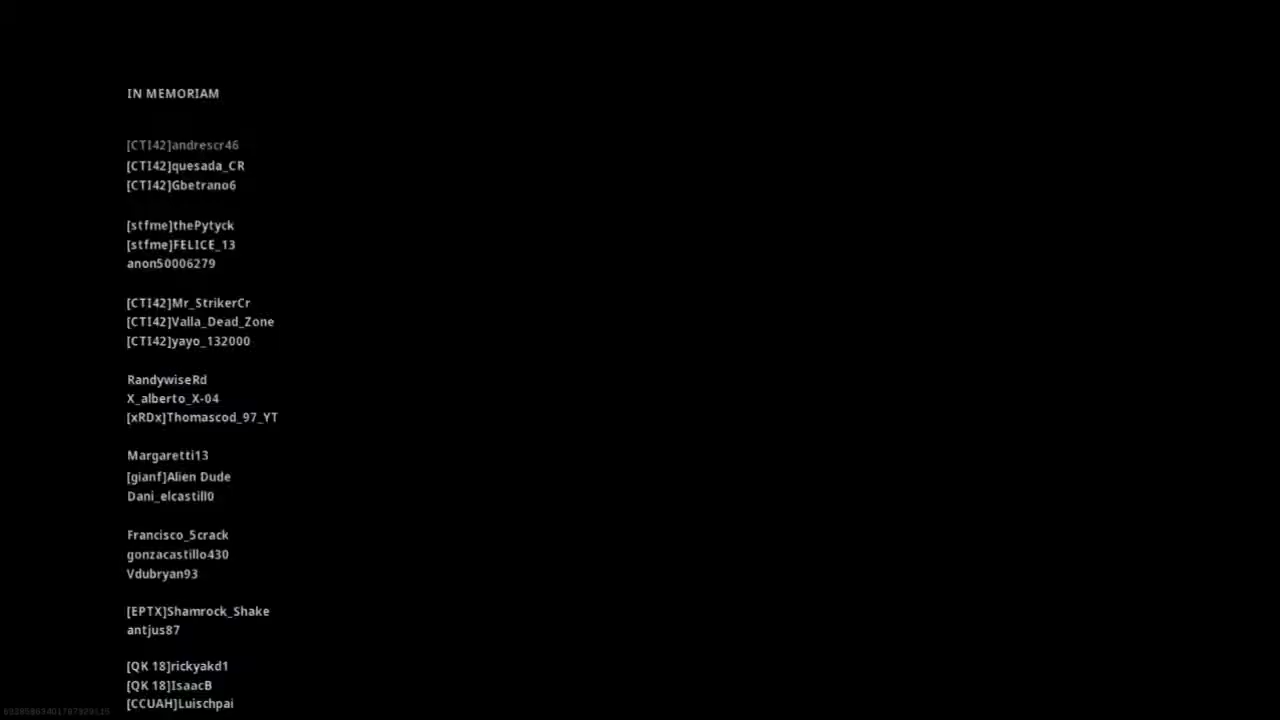 IN MEMORIAM
[CTI42]andrescr46
[CTI42]quesada_CR
[CTI42]Gbetrano6
[stfme]thePytyck
[stfme]FELICE_13
anon50006279
[CTI42]Mr_StrikerCr
[CTI42]Valla_Dead_Zone
[CTI42]yayo_132000
RandywiseRd
X_alberto_X-04
[xRDx]Thomascod_97_YT
Margaretti13
[gianf]Alien Dude
Dani_elcastill0
Francisco_5crack
gonzacastillo430
Vdubryan93
[EPTX]Shamrock_Shake
antjus87
[QK 18]rickyakd1
[QK 18]IsaacB
[CCUAH]Luischpai